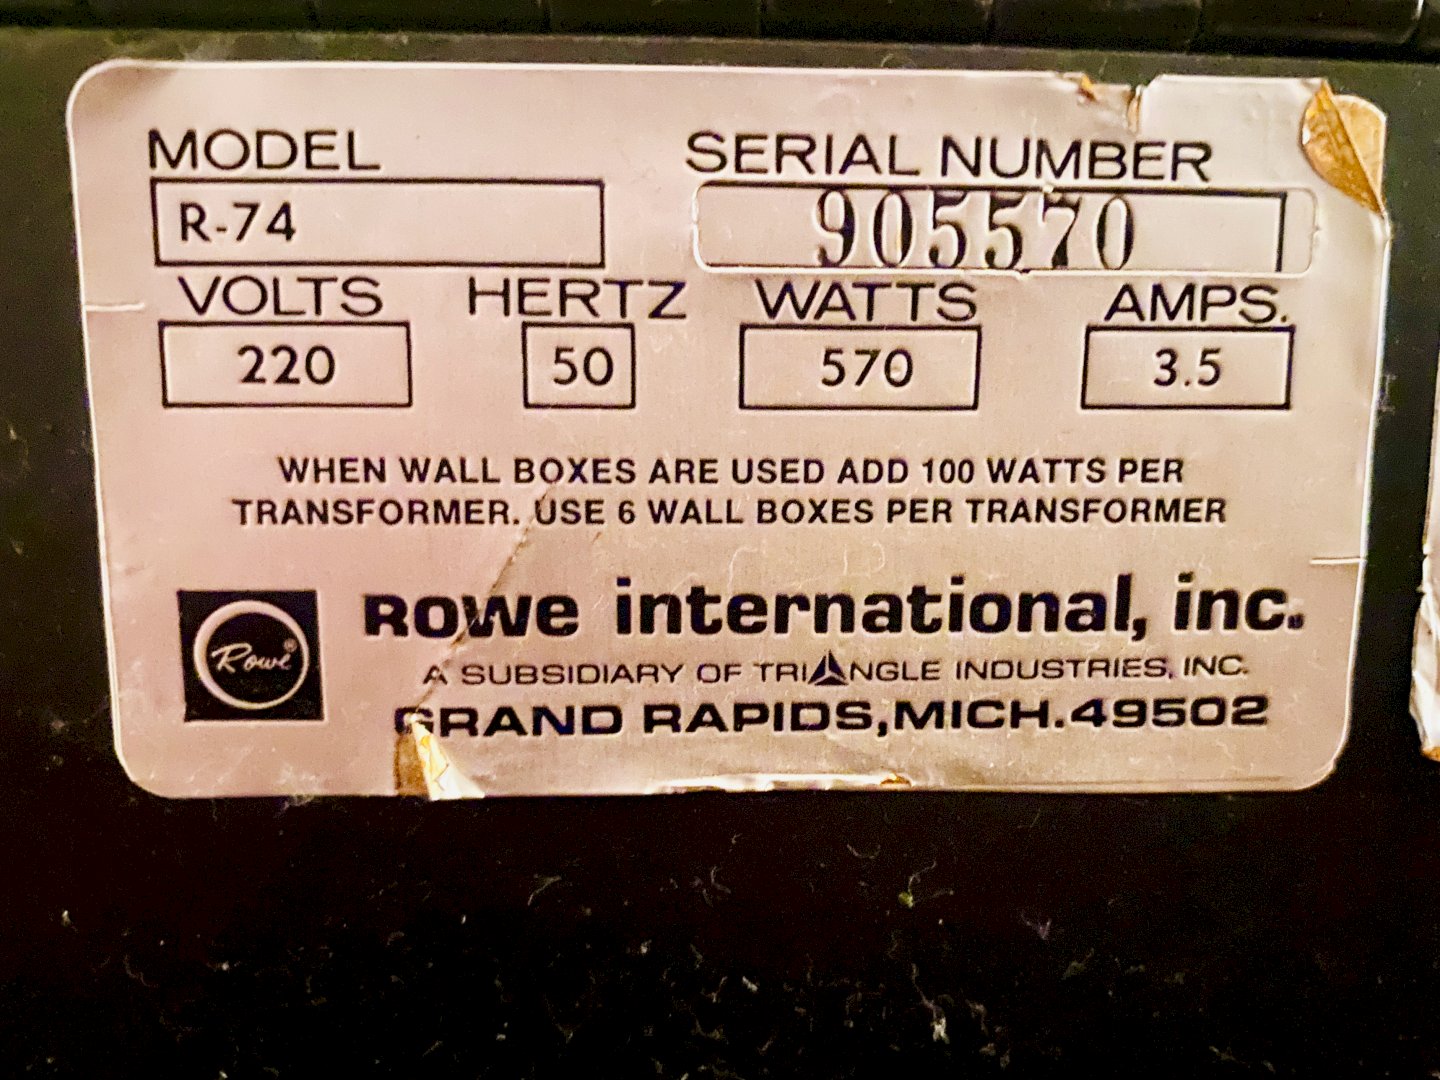 MODEL SERIAL NUMBER
R-74 905570
VOLTS HERTZ WATTS AMPS.
220 50 570 3.5
WHEN WALL BOXES ARE USED ADD 100 WATTS PER
TRANSFORMER. USE 6 WALL BOXES PER TRANSFORMER
Rowe® ROWe international, inc.
A SUBSIDIARY OF TRIANGLE INDUSTRIES, INC.
GRAND RAPIDS, MICH. 49502